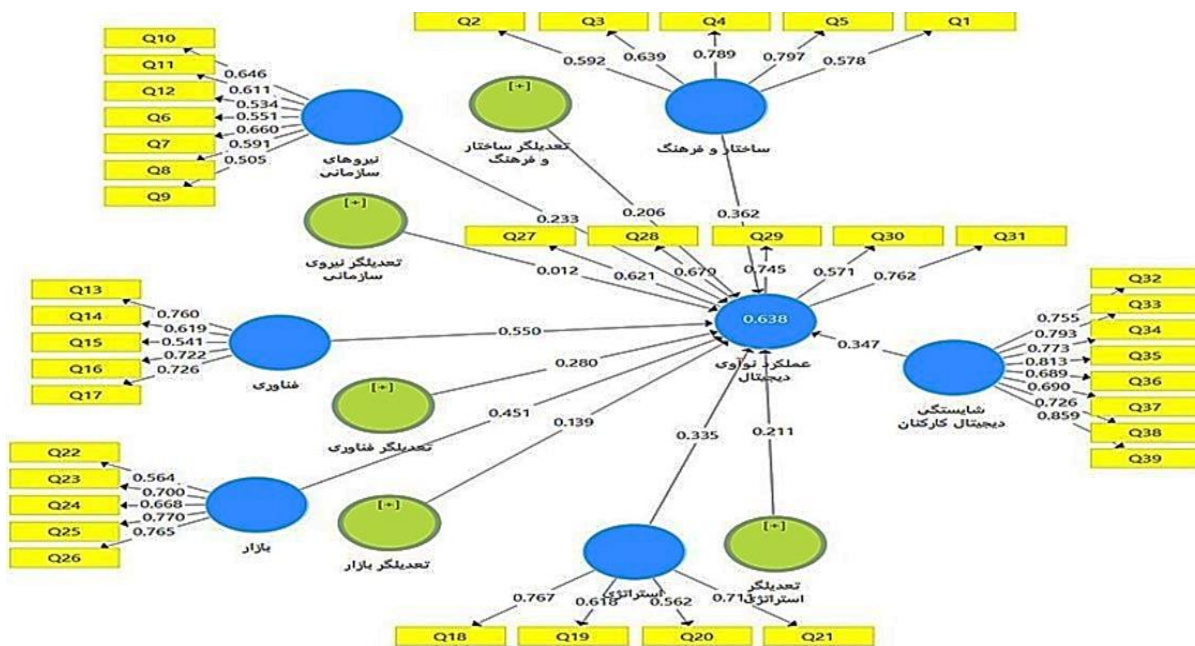 Q2
Q3
Q4
Q5
Q1
0.592
0.639
0.789
0.797
0.578
ساختار و فرهنگ
0.362
Q10
Q11
Q12
Q6
Q7
Q8
Q9
0.646
0.611
0.534
0.551
0.660
0.591
0.505
نیروهای
سازمانی
0.233
[+]
تعدیلگر ساختار
و فرهنگ
0.206
[+]
تعدیلگر نیروی
سازمانی
0.012
Q27
Q28
Q29
Q30
Q31
0.621
0.679
0.745
0.571
0.762
0.638
عملکرد نوآوری
دیجیتال
Q13
Q14
Q15
Q16
Q17
0.760
0.619
0.541
0.722
0.726
فناوری
0.550
[+]
تعدیلگر فناوری
0.280
Q32
Q33
Q34
Q35
Q36
Q37
Q38
Q39
0.755
0.793
0.773
0.813
0.689
0.690
0.726
0.859
شایستگی
دیجیتال کارکنان
0.347
Q22
Q23
Q24
Q25
Q26
0.564
0.700
0.668
0.770
0.765
بازار
0.451
[+]
تعدیلگر بازار
0.139
استراتژی
0.335
[+]
تعدیلگر
استراتژی
0.211
0.767
0.618
0.562
0.711
Q18
Q19
Q20
Q21